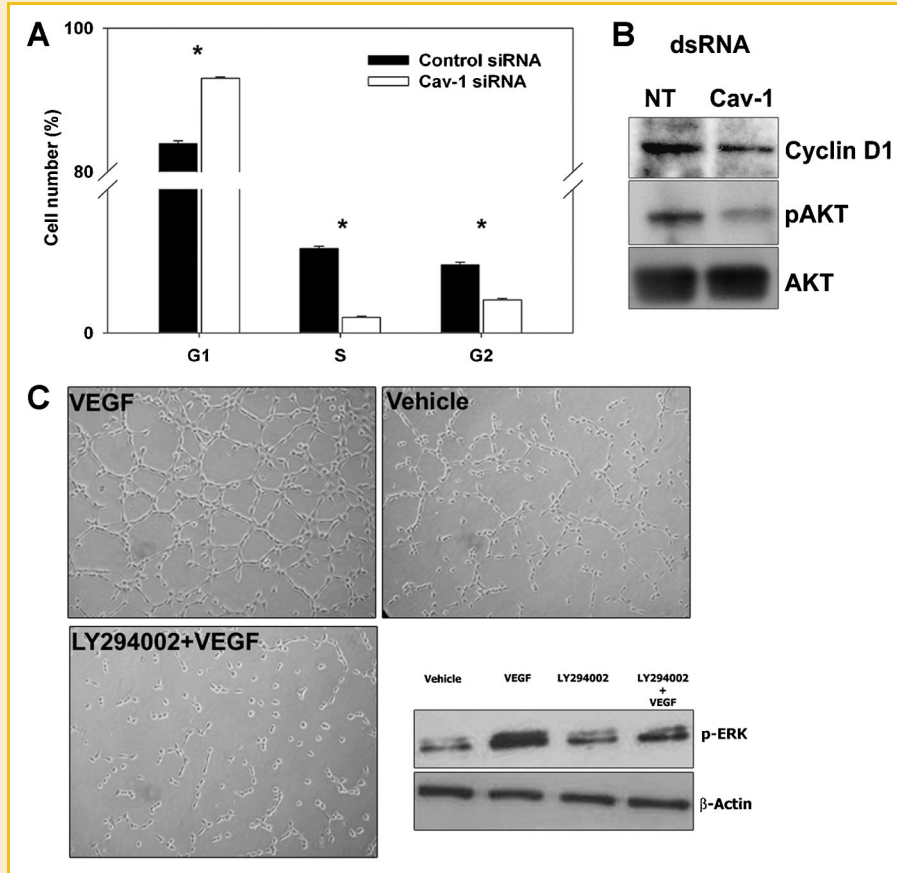 A
100
80
0
Cell number (%)
*
*
*
Control siRNA
Cav-1 siRNA
G1 S G2
B
dsRNA
NT Cav-1
Cyclin D1
pAKT
AKT
C
VEGF
Vehicle
LY294002+VEGF
Vehicle VEGF LY294002 LY294002
+
VEGF
p-ERK
β-Actin